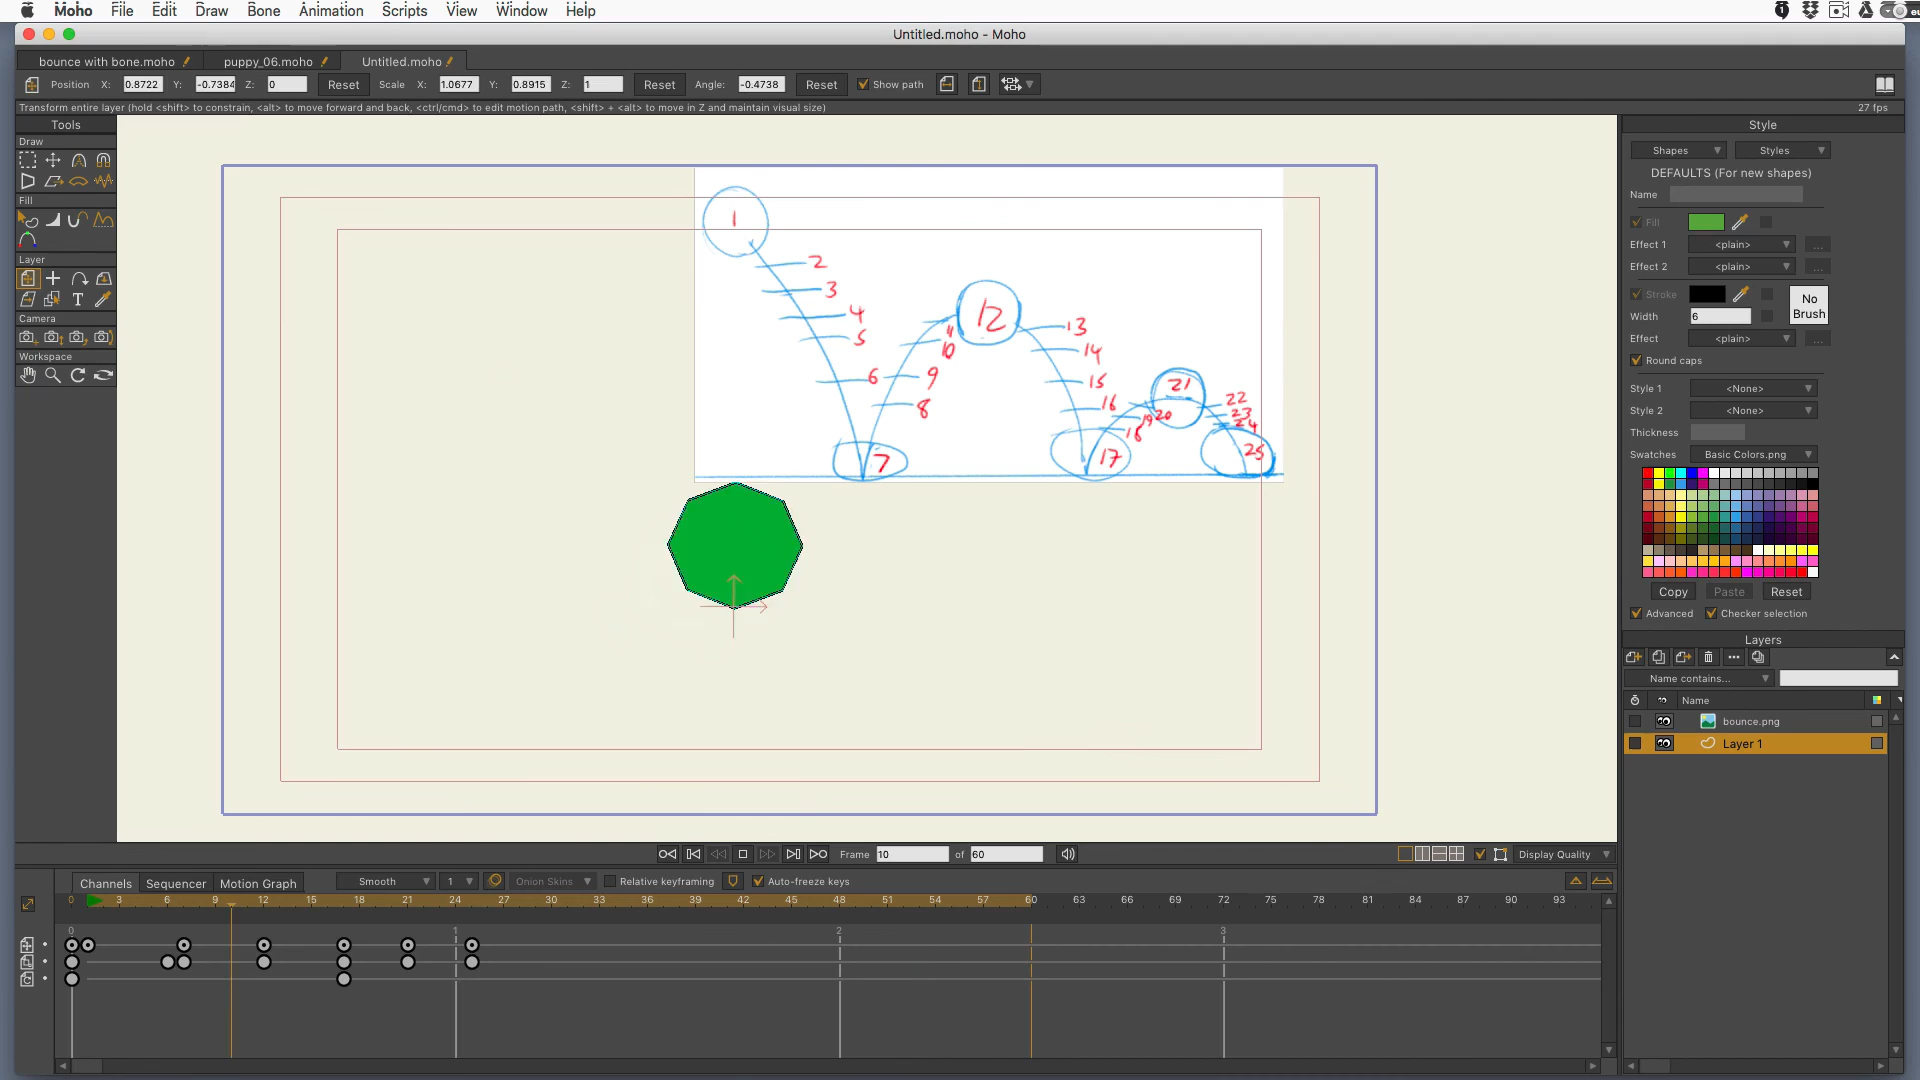 Moho File Edit Draw Bone Animation Scripts View Window Help
Untitled.moho - Moho
bounce with bone.moho puppy_06.moho Untitled.moho
Position X: 0.8722 Y: -0.7384 Z: 0 Reset Scale X: 1.0677 Y: 0.8915 Z: 1 Reset Angle: -0.4738 Reset Show path
Transform entire layer (hold <shift> to constrain, <alt> to move forward and back, <ctrl/cmd> to edit motion path, <shift> + <alt> to move in Z and maintain visual size) 27 fps
Tools
Draw
Fill
Layer
T
Camera
Workspace
1
2
3
4
5
6
7
8
9
10
11
12
13
14
15
16
17
18
19
20
21
22
23
24
25
Style
Shapes Styles
DEFAULTS (For new shapes)
Name
Fill
Effect 1 <plain> ...
Effect 2 <plain> ...
Stroke
No Brush
Width 6
Effect <plain> ...
Round caps
Style 1 <None>
Style 2 <None>
Thickness
Swatches Basic Colors.png
Copy Paste Reset
Advanced Checker selection
Layers
Name contains...
Name
bounce.png
Layer 1
Frame 10 of 60 Display Quality
Channels Sequencer Motion Graph Smooth 1 Onion Skins Relative keyframing Auto-freeze keys
0 3 6 9 12 15 18 21 24 27 30 33 36 39 42 45 48 51 54 57 60 63 66 69 72 75 78 81 84 87 90 93
0 1 2 3